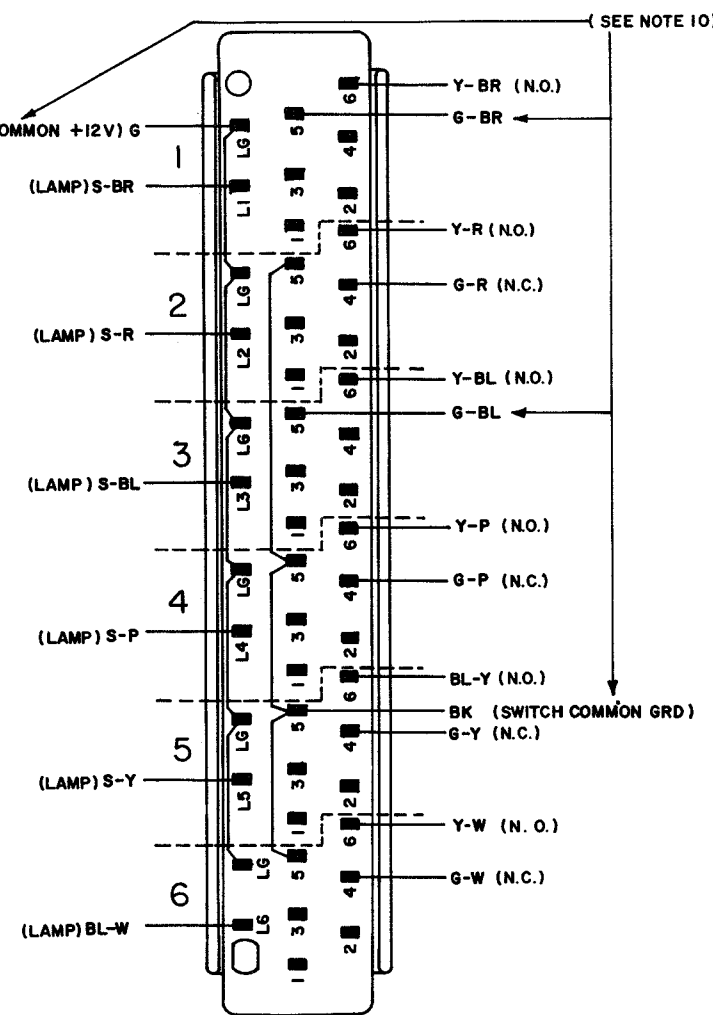 (SEE NOTE 10)
Y-BR (N.O.)
G-BR
OMMON +12V) G
(LAMP) S-BR
1
LG
L1
5
3
1
6
4
2
Y-R (N.O.)
G-R (N.C.)
(LAMP) S-R
2
LG
L2
5
3
1
6
4
2
Y-BL (N.O.)
G-BL
(LAMP) S-BL
3
LG
L3
5
3
1
6
4
2
Y-P (N.O.)
G-P (N.C.)
(LAMP) S-P
4
LG
L4
5
3
1
6
4
2
BL-Y (N.O.)
BK (SWITCH COMMON GRD)
G-Y (N.C.)
(LAMP) S-Y
5
LG
L5
5
3
1
6
4
2
Y-W (N.O.)
G-W (N.C.)
(LAMP) BL-W
6
LG
L6
5
3
1
6
4
2